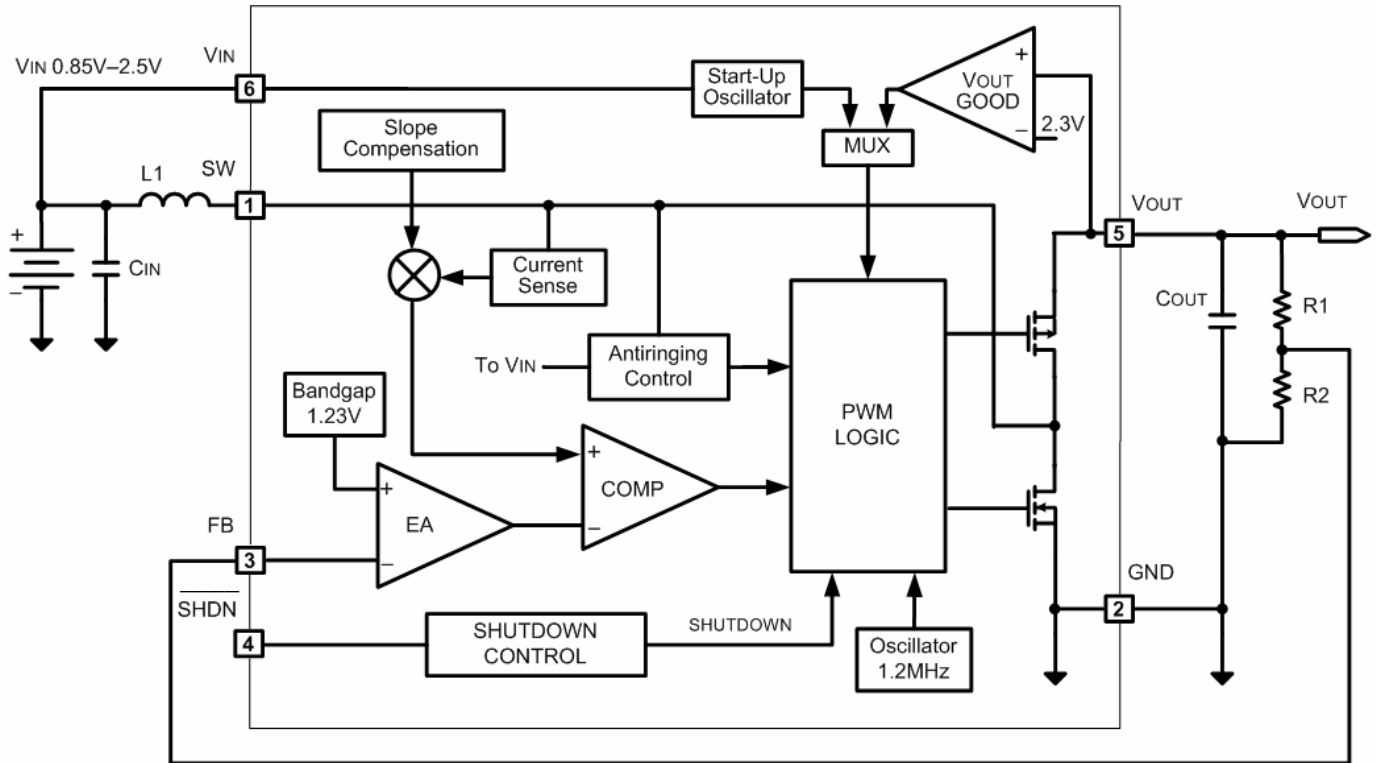 VIN 0.85V–2.5V
VIN
6
Start-Up
Oscillator
+
VOUT
GOOD
−
2.3V
MUX
Slope
Compensation
L1
SW
1
VOUT
5
VOUT
+
−
CIN
Current
Sense
COUT
R1
R2
To VIN
Antiringing
Control
PWM
LOGIC
Bandgap
1.23V
+
COMP
−
+
EA
−
FB
3
GND
2
SHDN
4
SHUTDOWN
CONTROL
SHUTDOWN
Oscillator
1.2MHz